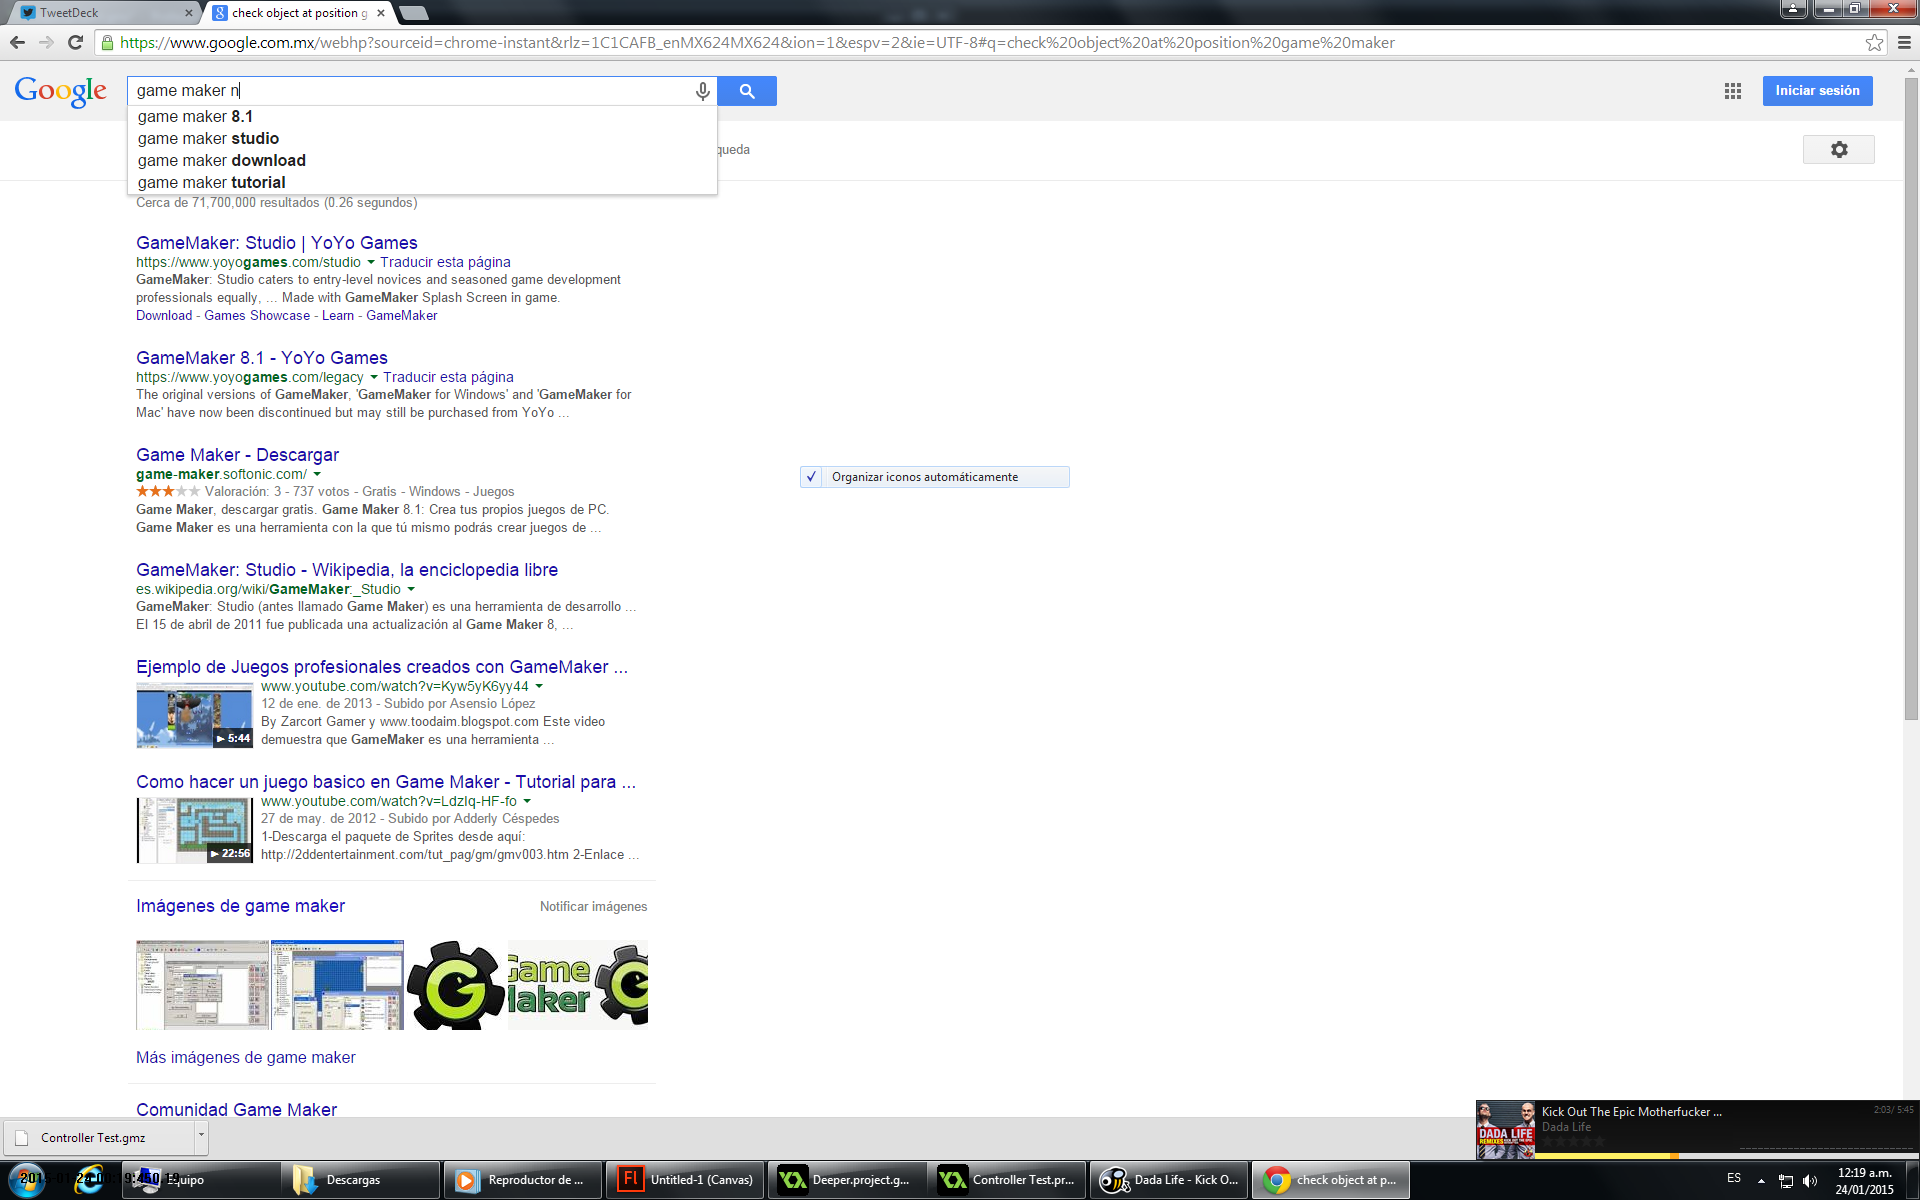 TweetDeck
check object at position g
https://www.google.com.mx/webhp?sourceid=chrome-instant&rlz=1C1CAFB_enMX624MX624&ion=1&espv=2&ie=UTF-8#q=check%20object%20at%20position%20game%20maker
Google
game maker n
Iniciar sesión
game maker 8.1
game maker studio
game maker download
game maker tutorial
queda
Cerca de 71,700,000 resultados (0.26 segundos)
GameMaker: Studio | YoYo Games
https://www.yoyogames.com/studio Traducir esta página
GameMaker: Studio caters to entry-level novices and seasoned game development
professionals equally, ... Made with GameMaker Splash Screen in game.
Download - Games Showcase - Learn - GameMaker
GameMaker 8.1 - YoYo Games
https://www.yoyogames.com/legacy Traducir esta página
The original versions of GameMaker, 'GameMaker for Windows' and 'GameMaker for
Mac' have now been discontinued but may still be purchased from YoYo ...
Game Maker - Descargar
game-maker.softonic.com/
Valoración: 3 - 737 votos - Gratis - Windows - Juegos
Game Maker, descargar gratis. Game Maker 8.1: Crea tus propios juegos de PC.
Game Maker es una herramienta con la que tú mismo podrás crear juegos de ...
Organizar iconos automáticamente
GameMaker: Studio - Wikipedia, la enciclopedia libre
es.wikipedia.org/wiki/GameMaker:_Studio
GameMaker: Studio (antes llamado Game Maker) es una herramienta de desarrollo ...
El 15 de abril de 2011 fue publicada una actualización al Game Maker 8, ...
Ejemplo de Juegos profesionales creados con GameMaker ...
www.youtube.com/watch?v=Kyw5yK6yy44
12 de ene. de 2013 - Subido por Asensio López
By Zarcort Gamer y www.toodaim.blogspot.com Este video
demuestra que GameMaker es una herramienta ...
5:44
Como hacer un juego basico en Game Maker - Tutorial para ...
www.youtube.com/watch?v=LdzIq-HF-fo
27 de may. de 2012 - Subido por Adderly Céspedes
1-Descarga el paquete de Sprites desde aquí:
http://2ddentertainment.com/tut_pag/gm/gmv003.htm 2-Enlace ...
22:56
Imágenes de game maker
Notificar imágenes
Game
Maker
Más imágenes de game maker
Comunidad Game Maker
Controller Test.gmz
DADA LIFE
Kick Out The Epic Motherfucker ...
2:03/ 5:45
Dada Life
Equipo
Descargas
Reproductor de ...
Untitled-1 (Canvas)
Deeper.project.g...
Controller Test.pr...
Dada Life - Kick O...
check object at p...
ES
12:19 a.m.
24/01/2015